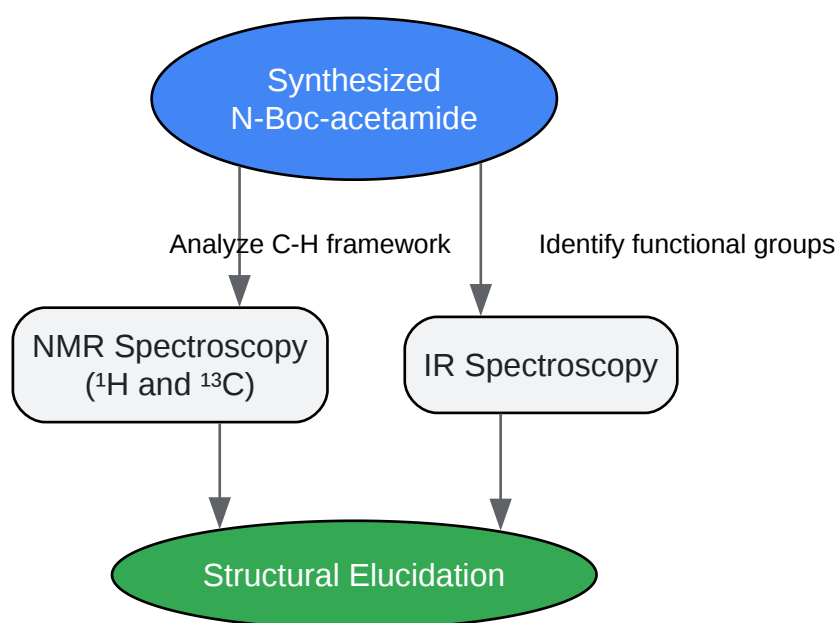 Synthesized
N-Boc-acetamide
Analyze C-H framework
Identify functional groups
NMR Spectroscopy
(¹H and ¹³C)
IR Spectroscopy
Structural Elucidation